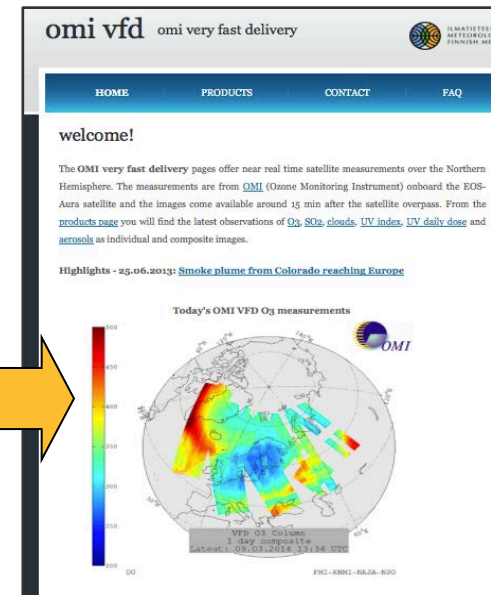 omi vfd omi very fast delivery
HOME PRODUCTS CONTACT FAQ
welcome!
The OMI very fast delivery pages offer near real time satellite measurements over the Northern
Hemisphere. The measurements are from OMI (Ozone Monitoring Instrument) onboard the EOS-
Aura satellite and the images come available around 15 min after the satellite overpass. From the
products page you will find the latest observations of O3, SO2, clouds, UV index, UV daily dose and
aerosols as individual and composite images.
Highlights - 25.06.2013: Smoke plume from Colorado reaching Europe
Today's OMI VFD O3 measurements
OMI
500
450
400
350
300
250
200
DU
VFD O3 Column
1 day composite
Latest: 09.03.2014 13:34 UTC
FMI-KNMI-NASA-NSO